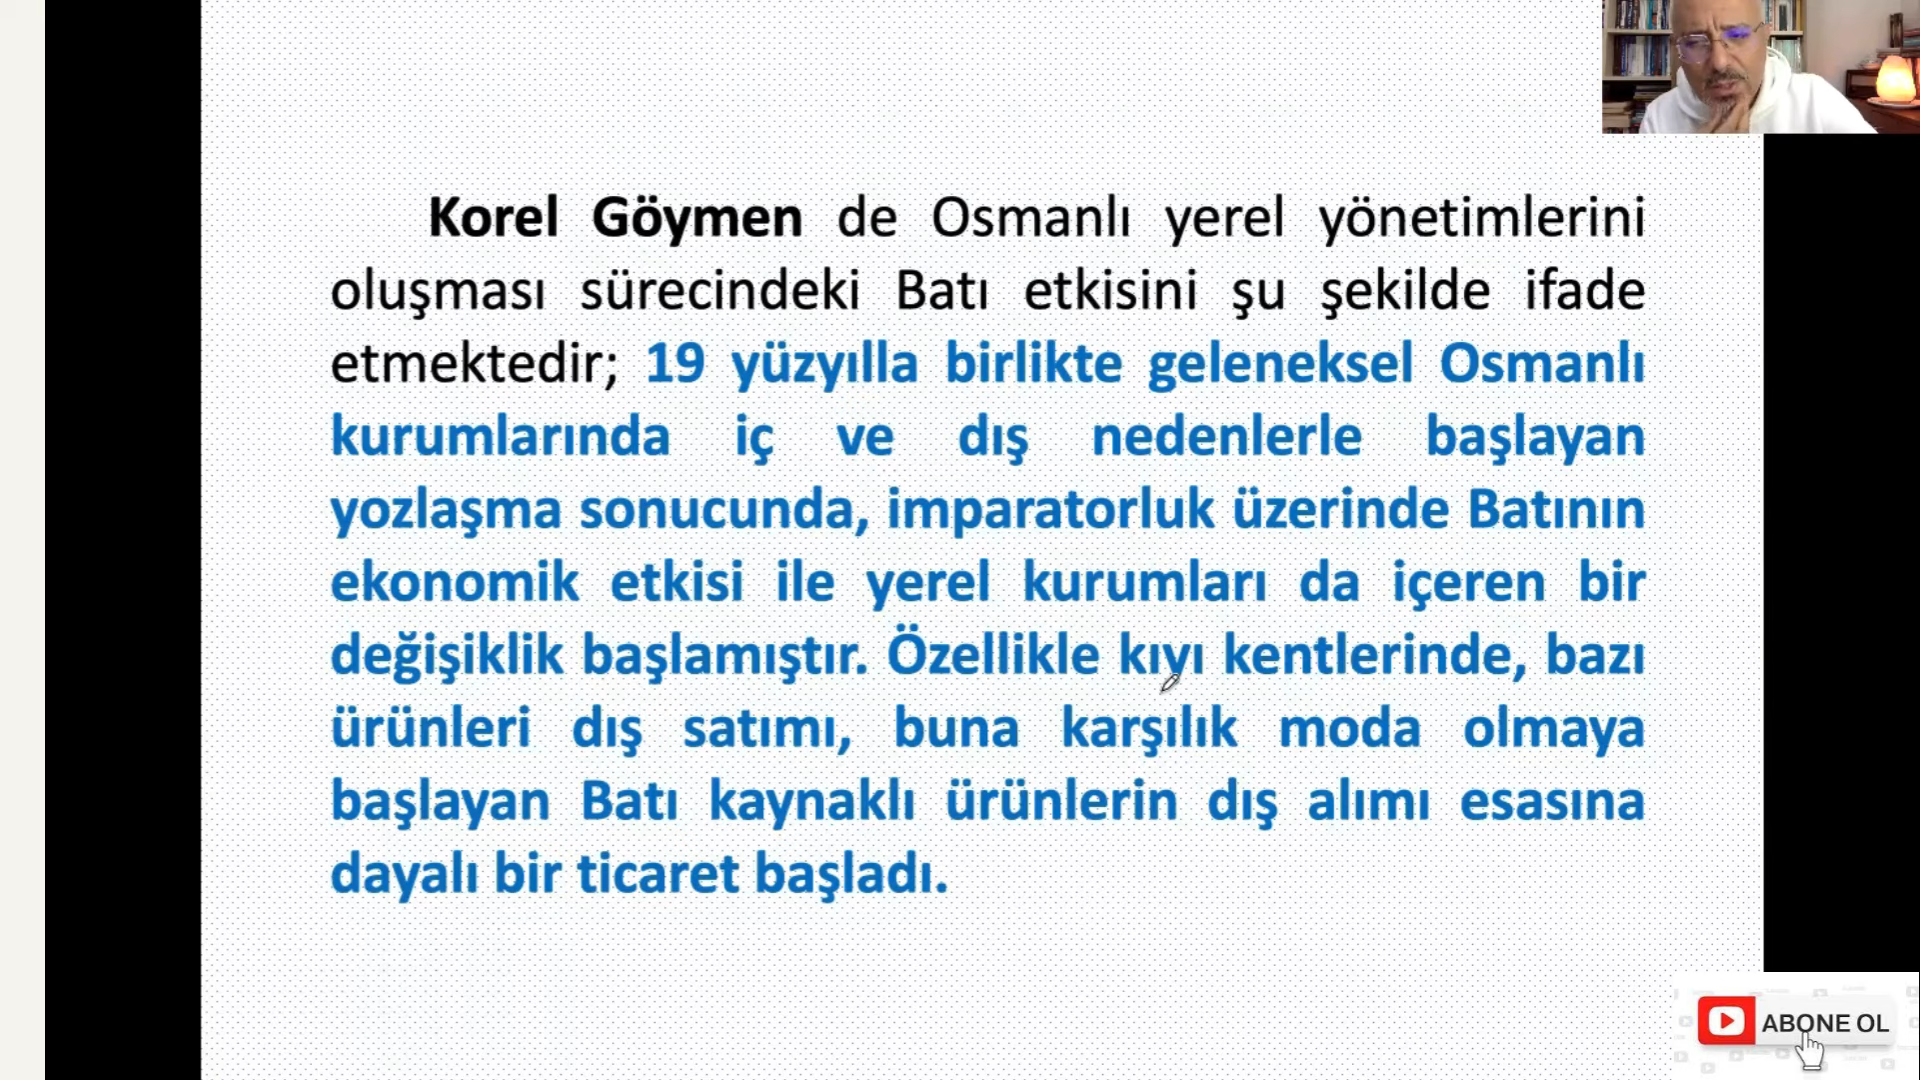 Korel Göymen de Osmanlı yerel yönetimlerini
oluşması sürecindeki Batı etkisini şu şekilde ifade
etmektedir; 19 yüzyılla birlikte geleneksel Osmanlı
kurumlarında iç ve dış nedenlerle başlayan
yozlaşma sonucunda, imparatorluk üzerinde Batının
ekonomik etkisi ile yerel kurumları da içeren bir
değişiklik başlamıştır. Özellikle kıyı kentlerinde, bazı
ürünleri dış satımı, buna karşılık moda olmaya
başlayan Batı kaynaklı ürünlerin dış alımı esasına
dayalı bir ticaret başladı.
ABONE OL